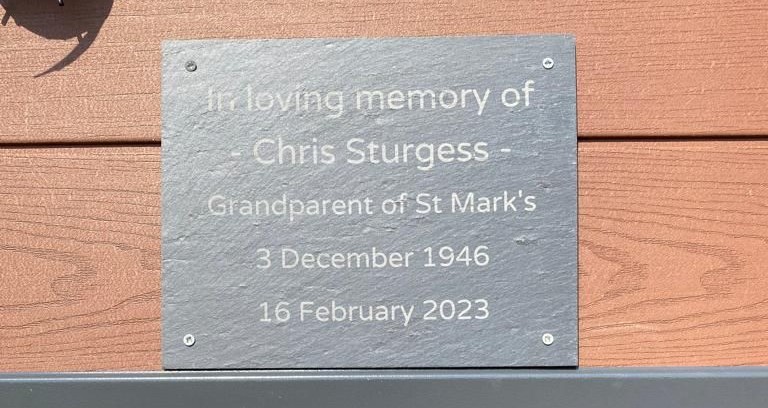 In loving memory of
- Chris Sturgess -
Grandparent of St Mark's
3 December 1946
16 February 2023